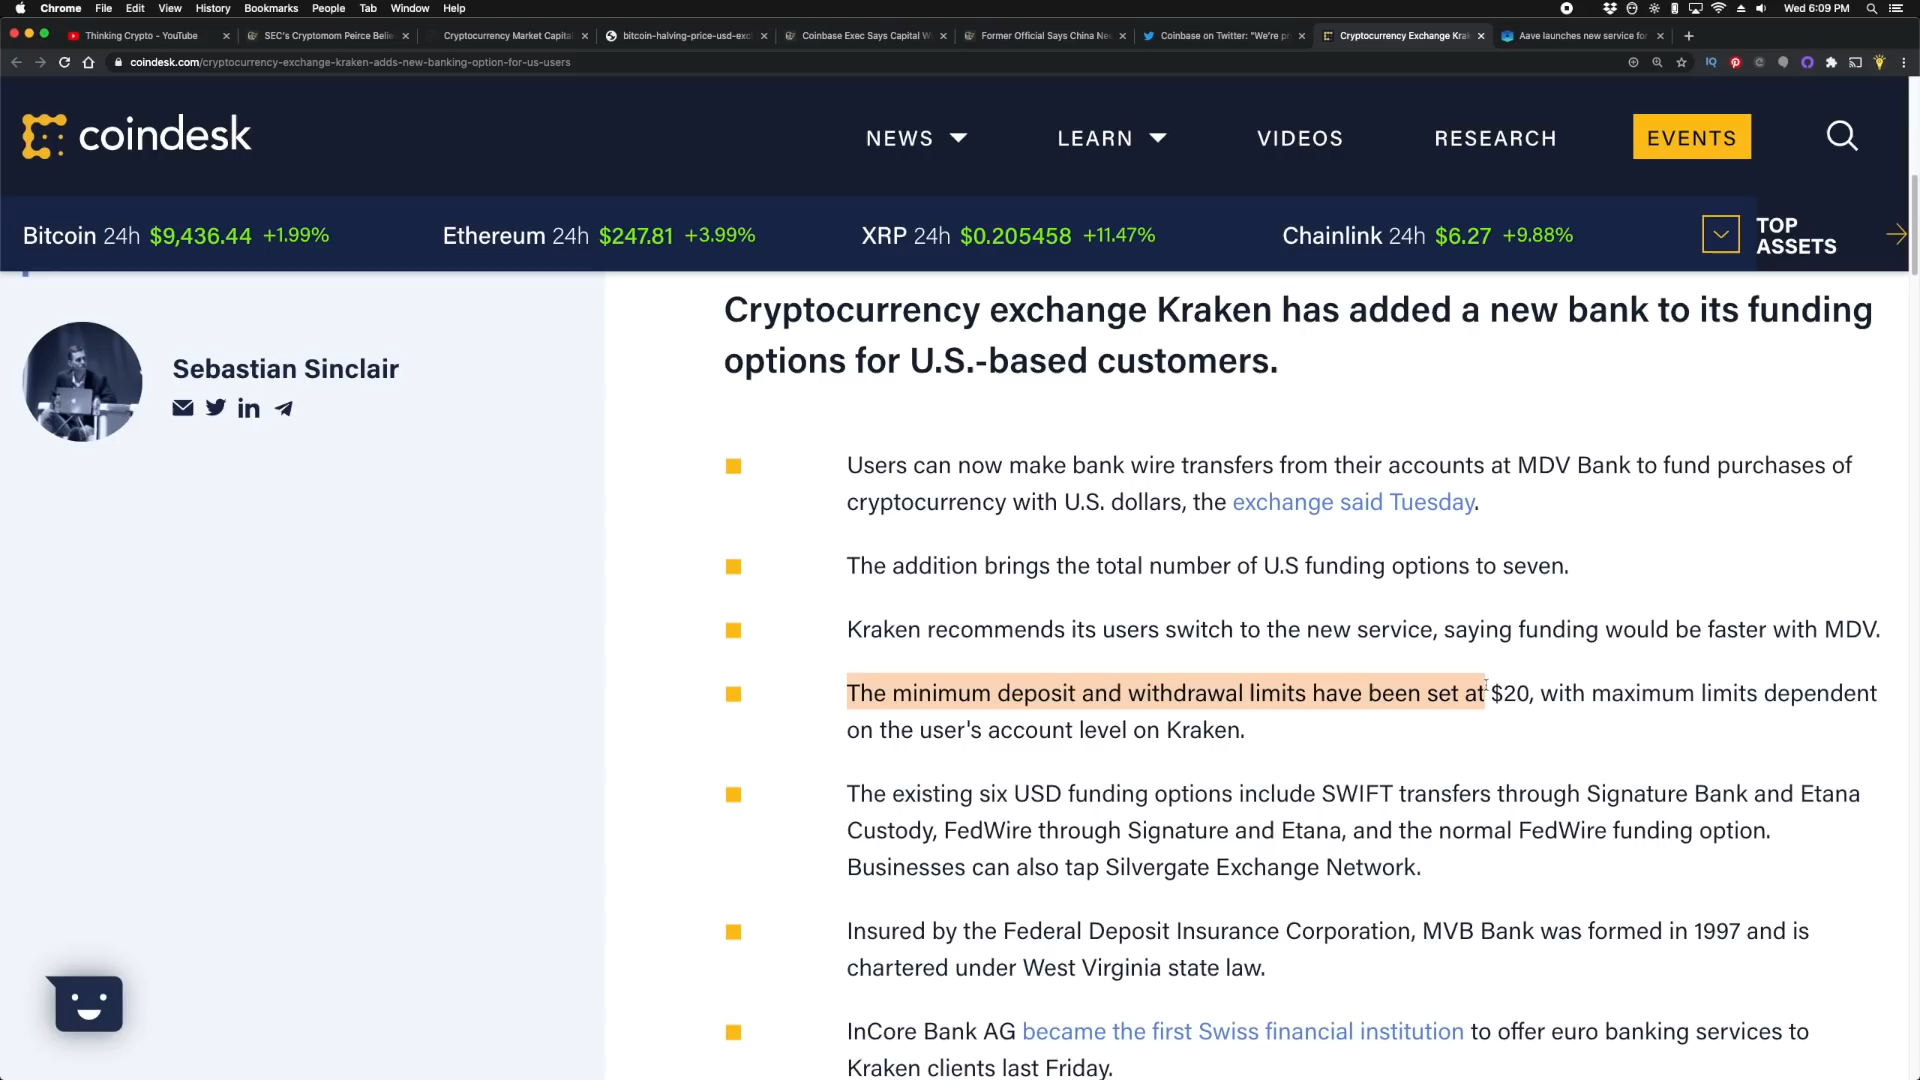 Chrome File Edit View History Bookmarks People Tab Window Help Wed 6:09 PM
Thinking Crypto - YouTube SEC's Cryptomom Peirce Belie Cryptocurrency Market Capital bitcoin-halving-price-usd-exc Coinbase Exec Says Capital W Former Official Says China Ne Coinbase on Twitter: "We're pr Cryptocurrency Exchange Krak Aave launches new service for
coindesk.com/cryptocurrency-exchange-kraken-adds-new-banking-option-for-us-users
coindesk NEWS LEARN VIDEOS RESEARCH EVENTS
Bitcoin 24h $9,436.44 +1.99% Ethereum 24h $247.81 +3.99% XRP 24h $0.205458 +11.47% Chainlink 24h $6.27 +9.88% TOP
ASSETS
Sebastian Sinclair
Cryptocurrency exchange Kraken has added a new bank to its funding
options for U.S.-based customers.
Users can now make bank wire transfers from their accounts at MDV Bank to fund purchases of
cryptocurrency with U.S. dollars, the exchange said Tuesday.
The addition brings the total number of U.S funding options to seven.
Kraken recommends its users switch to the new service, saying funding would be faster with MDV.
The minimum deposit and withdrawal limits have been set at $20, with maximum limits dependent
on the user's account level on Kraken.
The existing six USD funding options include SWIFT transfers through Signature Bank and Etana
Custody, FedWire through Signature and Etana, and the normal FedWire funding option.
Businesses can also tap Silvergate Exchange Network.
Insured by the Federal Deposit Insurance Corporation, MVB Bank was formed in 1997 and is
chartered under West Virginia state law.
InCore Bank AG became the first Swiss financial institution to offer euro banking services to
Kraken clients last Friday.